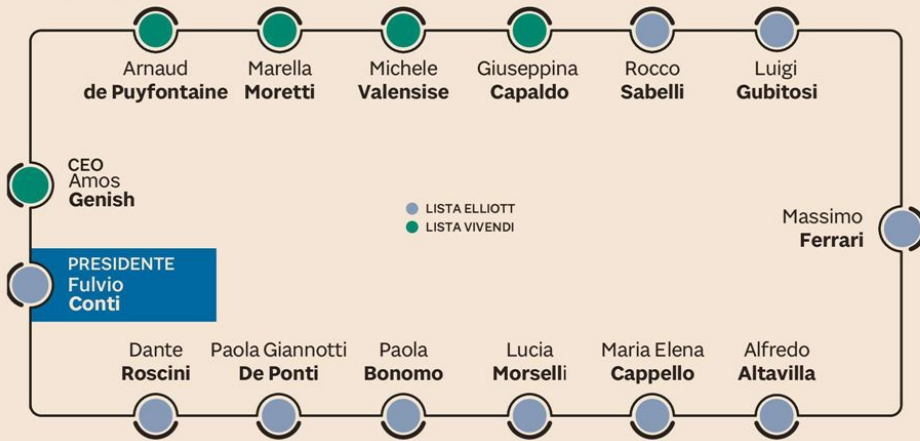 Arnaud
de Puyfontaine
Marella
Moretti
Michele
Valensise
Giuseppina
Capaldo
Rocco
Sabelli
Luigi
Gubitosi
CEO
Amos
Genish
LISTA ELLIOTT
LISTA VIVENDI
Massimo
Ferrari
PRESIDENTE
Fulvio
Conti
Dante
Roscini
Paola Giannotti
De Ponti
Paola
Bonomo
Lucia
Morselli
Maria Elena
Cappello
Alfredo
Altavilla